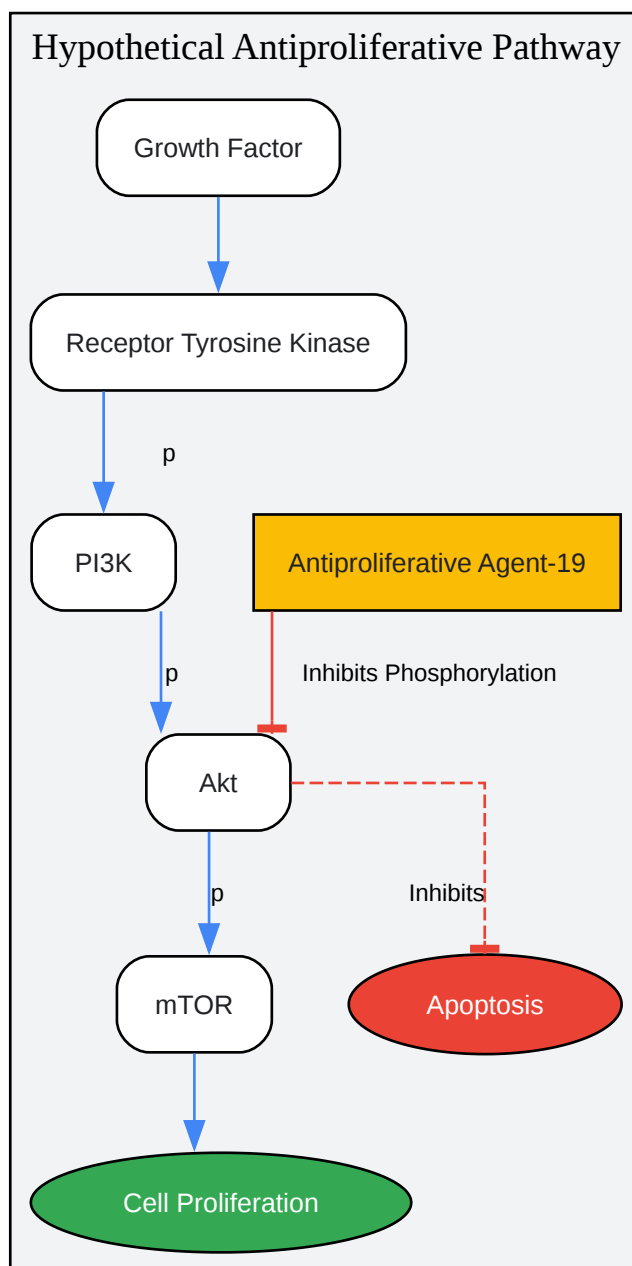 Hypothetical Antiproliferative Pathway
Growth Factor
Receptor Tyrosine Kinase
p
PI3K
Antiproliferative Agent-19
p
Inhibits Phosphorylation
Akt
p
Inhibits
mTOR
Apoptosis
Cell Proliferation